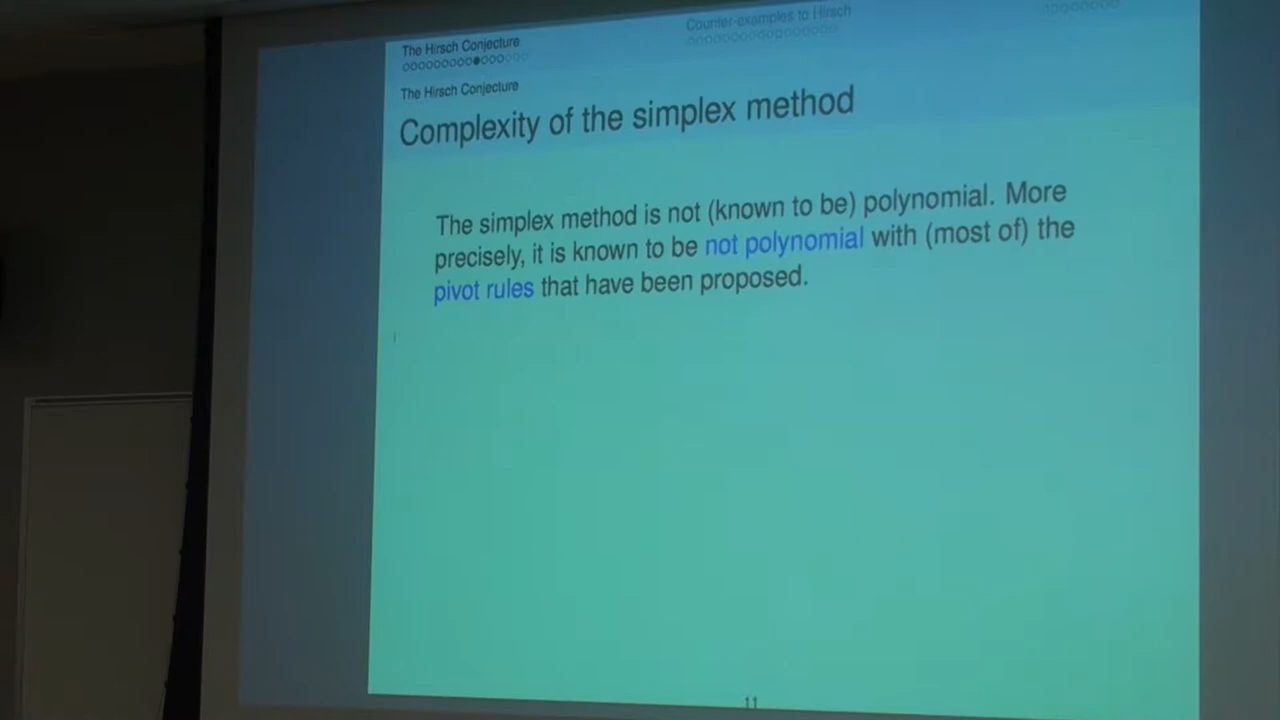 The Hirsch Conjecture
Counter-examples to Hirsch
The Hirsch Conjecture
Complexity of the simplex method
The simplex method is not (known to be) polynomial. More
precisely, it is known to be not polynomial with (most of) the
pivot rules that have been proposed.
11